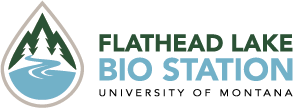 FLATHEAD LAKE
BIO STATION
UNIVERSITY OF MONTANA